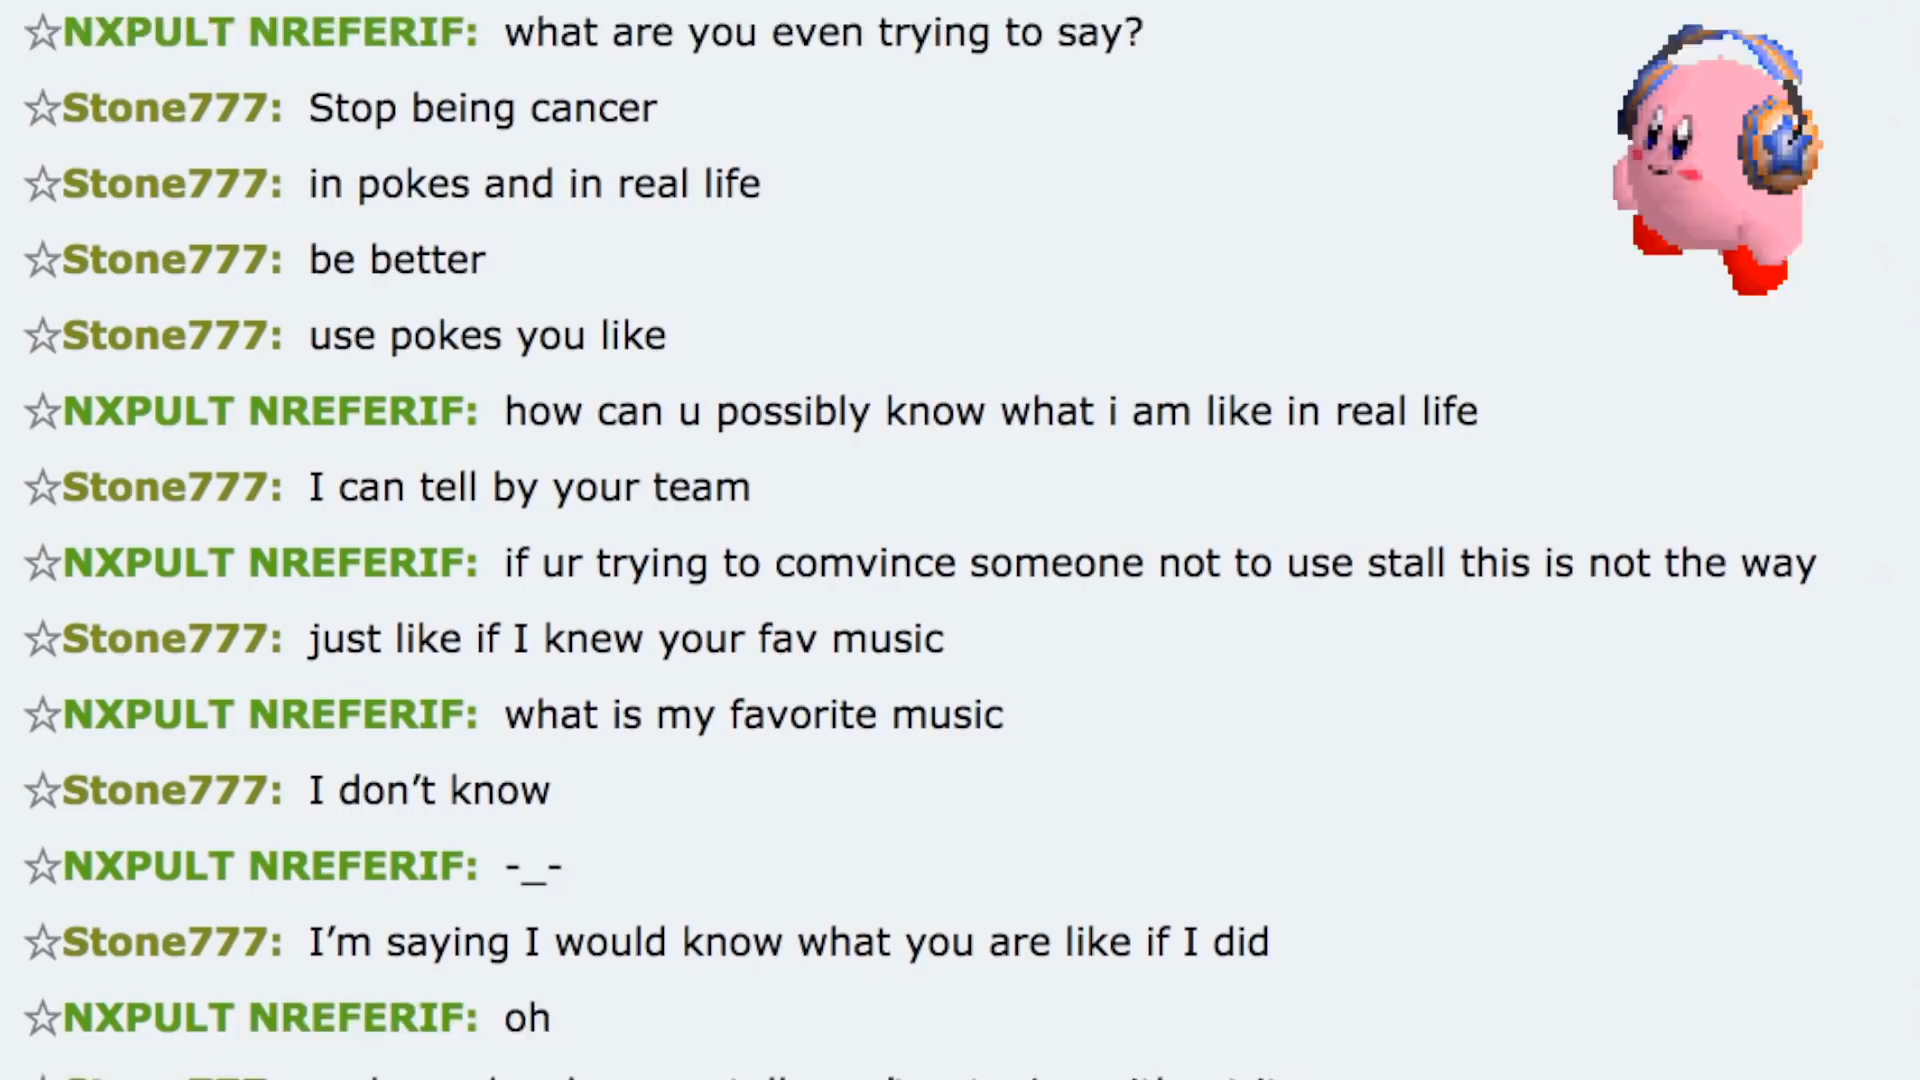 ☆NXPULT NREFERIF: what are you even trying to say?
☆Stone777: Stop being cancer
☆Stone777: in pokes and in real life
☆Stone777: be better
☆Stone777: use pokes you like
☆NXPULT NREFERIF: how can u possibly know what i am like in real life
☆Stone777: I can tell by your team
☆NXPULT NREFERIF: if ur trying to comvince someone not to use stall this is not the way
☆Stone777: just like if I knew your fav music
☆NXPULT NREFERIF: what is my favorite music
☆Stone777: I don’t know
☆NXPULT NREFERIF: -_-
☆Stone777: I’m saying I would know what you are like if I did
☆NXPULT NREFERIF: oh